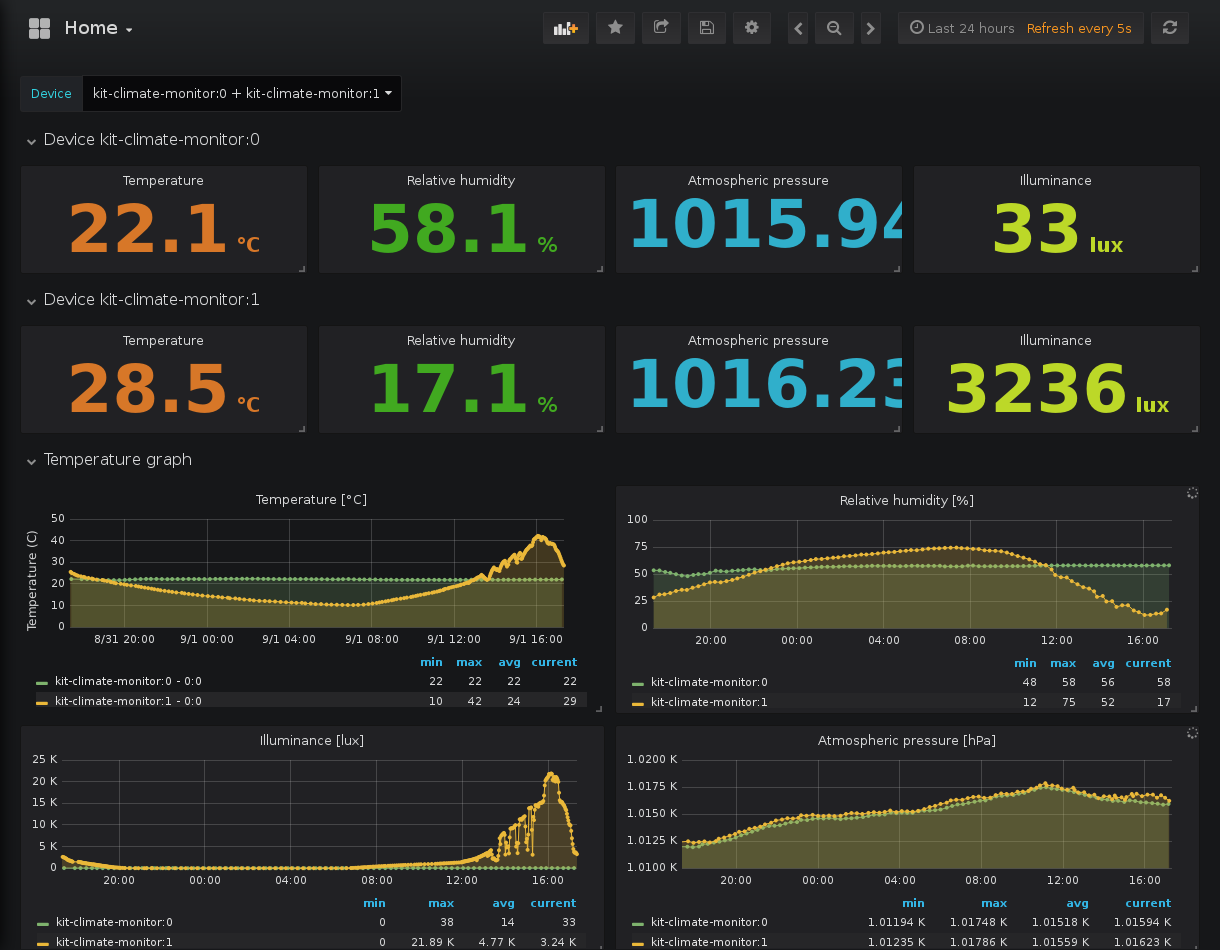 Home
Last 24 hours Refresh every 5s
Device kit-climate-monitor:0 + kit-climate-monitor:1
Device kit-climate-monitor:0
Temperature Relative humidity Atmospheric pressure Illuminance
22.1 °C 58.1 % 1015.94 33 lux
Device kit-climate-monitor:1
Temperature Relative humidity Atmospheric pressure Illuminance
28.5 °C 17.1 % 1016.23 3236 lux
Temperature graph
Temperature [°C]
Temperature (C)
50
40
30
20
10
0
8/31 20:00 9/1 00:00 9/1 04:00 9/1 08:00 9/1 12:00 9/1 16:00
min max avg current
kit-climate-monitor:0 - 0:0 22 22 22 22
kit-climate-monitor:1 - 0:0 10 42 24 29
Relative humidity [%]
100
75
50
25
0
20:00 00:00 04:00 08:00 12:00 16:00
min max avg current
kit-climate-monitor:0 48 58 56 58
kit-climate-monitor:1 12 75 52 17
Illuminance [lux]
25 K
20 K
15 K
10 K
5 K
0
20:00 00:00 04:00 08:00 12:00 16:00
min max avg current
kit-climate-monitor:0 0 38 14 33
kit-climate-monitor:1 0 21.89 K 4.77 K 3.24 K
Atmospheric pressure [hPa]
1.0200 K
1.0175 K
1.0150 K
1.0125 K
1.0100 K
20:00 00:00 04:00 08:00 12:00 16:00
min max avg current
kit-climate-monitor:0 1.01194 K 1.01748 K 1.01518 K 1.01594 K
kit-climate-monitor:1 1.01235 K 1.01786 K 1.01559 K 1.01623 K